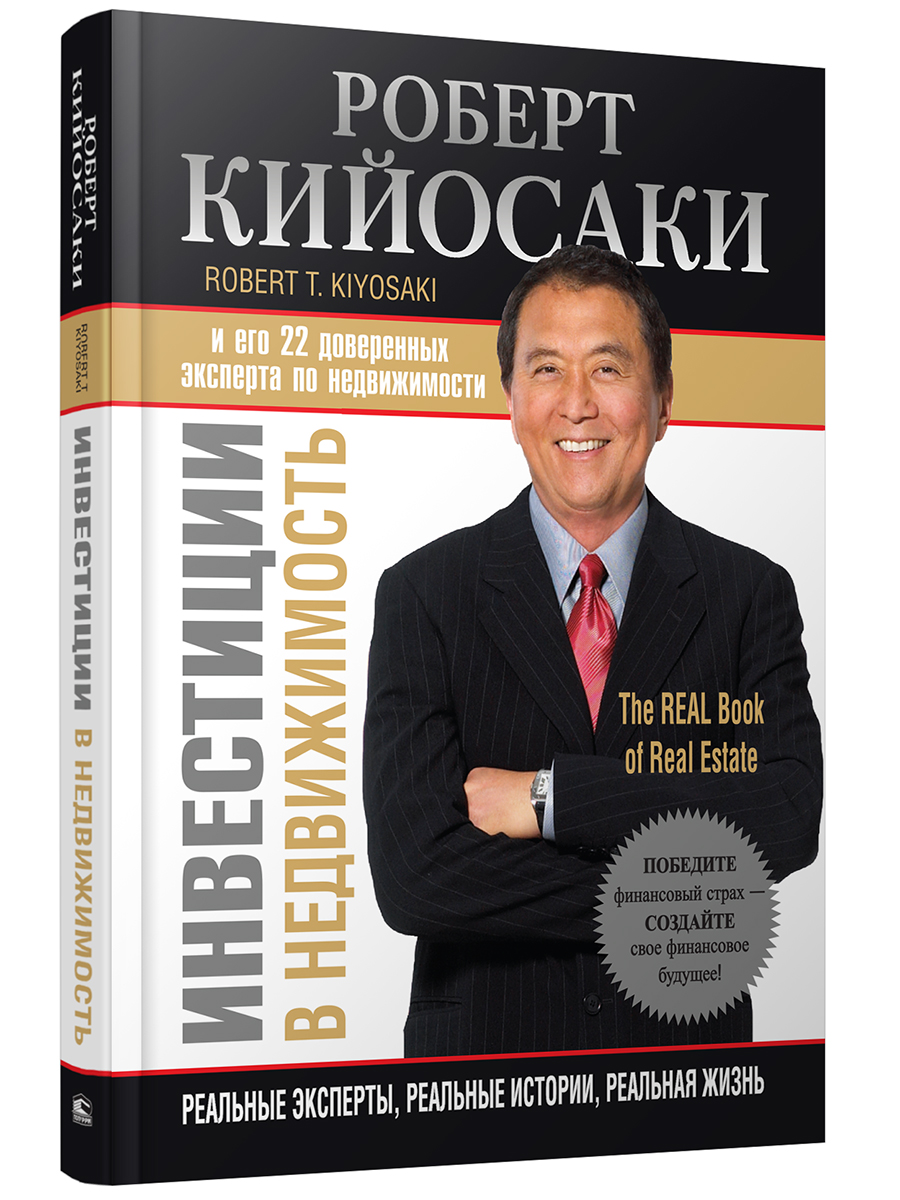 РОБЕРТ
КИЙОСАКИ
ROBERT T. KIYOSAKI
и его 22 доверенных
эксперта по недвижимости
ИНВЕСТИЦИИ
В НЕДВИЖИМОСТЬ
The REAL Book
of Real Estate
ПОБЕДИТЕ
финансовый страх —
СОЗДАЙТЕ
свое финансовое
будущее!
РЕАЛЬНЫЕ ЭКСПЕРТЫ, РЕАЛЬНЫЕ ИСТОРИИ, РЕАЛЬНАЯ ЖИЗНЬ
РОБЕРТ
КИЙОСАКИ
ROBERT T.
KIYOSAKI
ИНВЕСТИЦИИ В НЕДВИЖИМОСТЬ